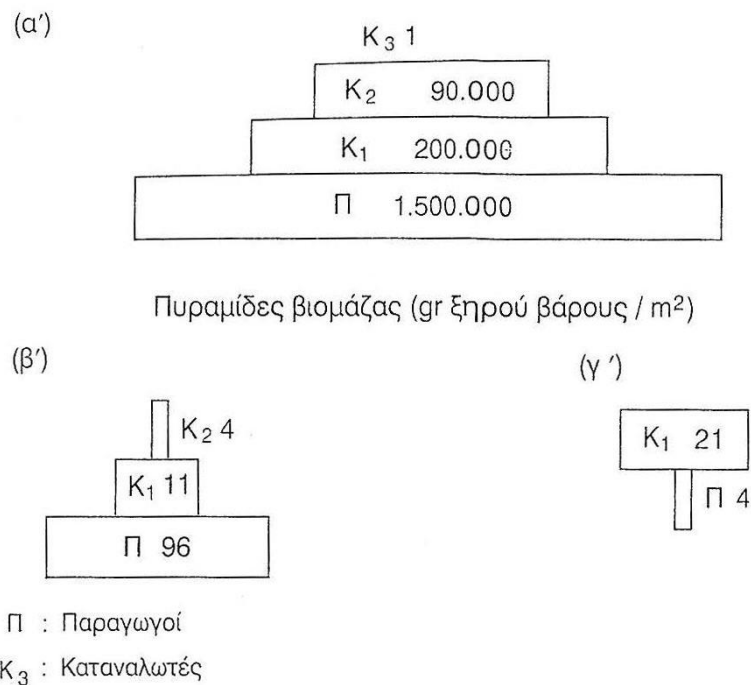 (α′)
K₃ 1
K₂ 90.000
K₁ 200.000
Π 1.500.000
Πυραμίδες βιομάζας (gr ξηρού βάρους / m²)
(β′)
K₂ 4
K₁ 11
Π 96
(γ′)
K₁ 21
Π 4
Π : Παραγωγοί
K₃ : Καταναλωτές